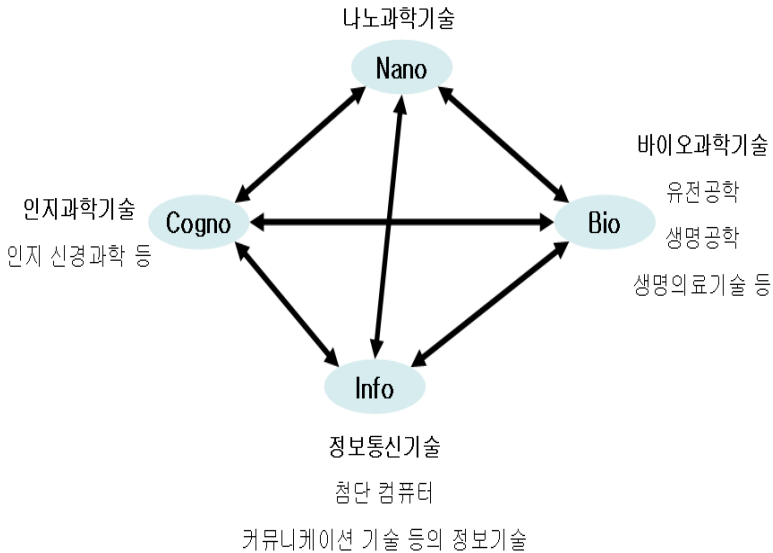 나노과학기술
Nano
바이오과학기술
유전공학
생명공학
생명의료기술 등
Bio
인지과학기술
인지 신경과학 등
Cogno
Info
정보통신기술
첨단 컴퓨터
커뮤니케이션 기술 등의 정보기술